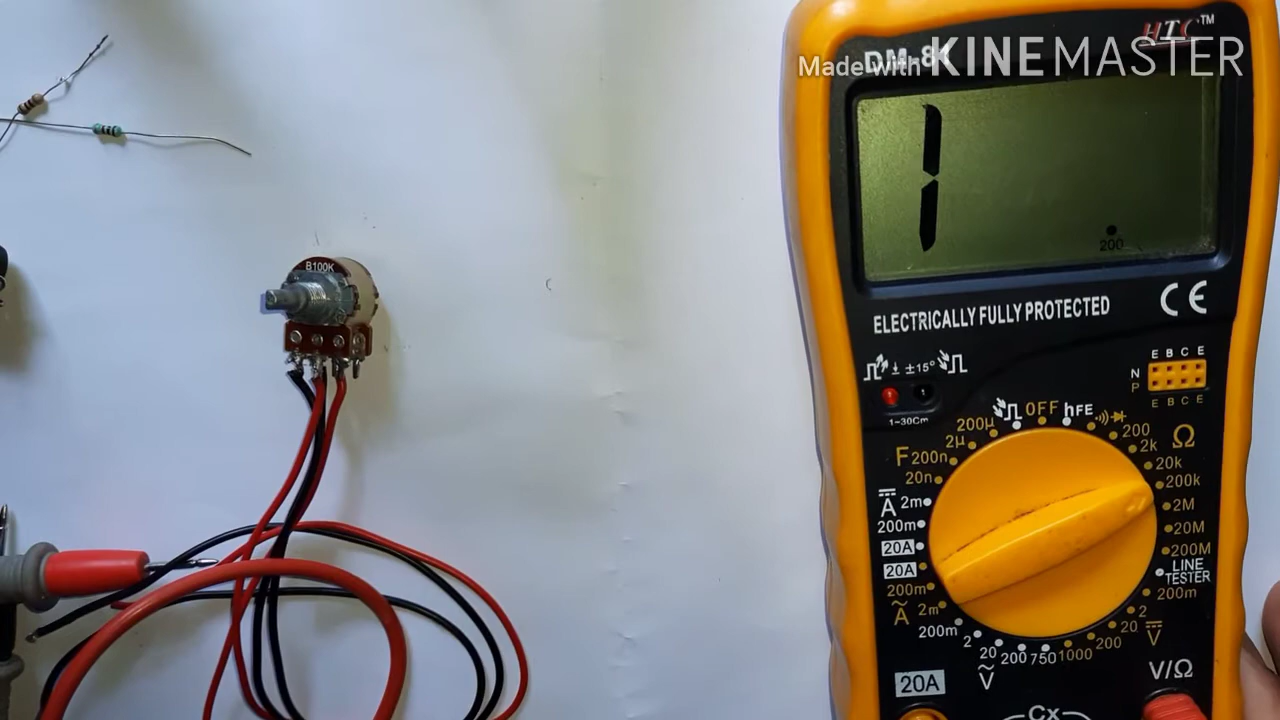 HTC™
DM-81
Made with KINEMASTER
1
200
ELECTRICALLY FULLY PROTECTED
CE
±15°
1~30Cm
E B C E
N
P
E B C E
OFF
hFE
200µ
2µ
F 200n
20n
200
2k
20k
200k
2M
20M
200M
Ω
LINE
TESTER
A 2m
200m
20A
20A
200m
A 2m
200m
2
20
200
750
V
1000
200
20
2
200m
V
20A
V/Ω
Cx
B100K